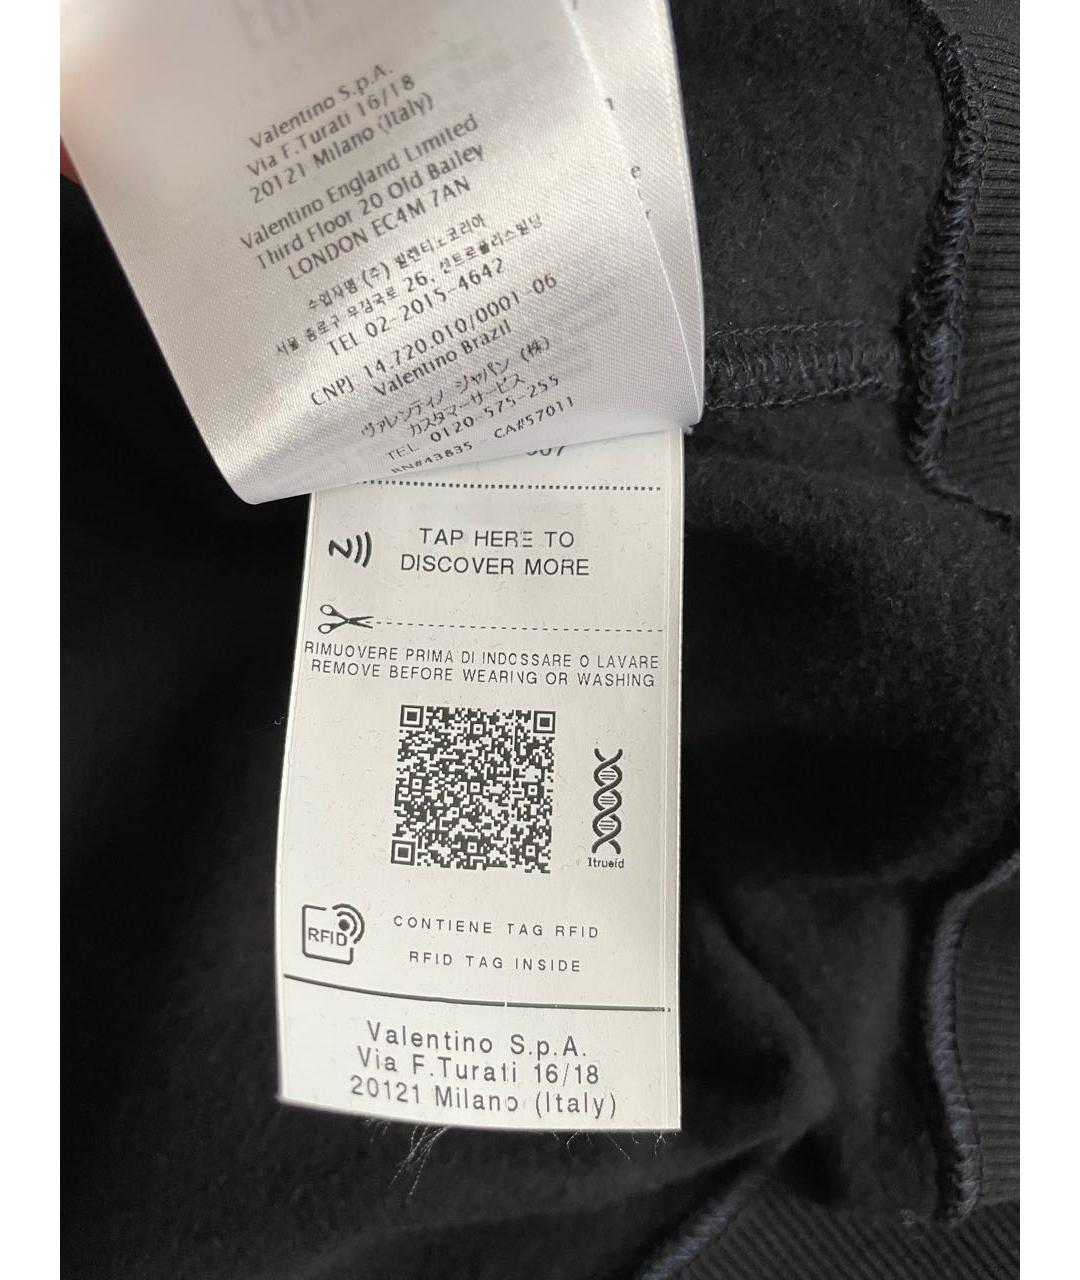 Valentino S.p.A.
Via F.Turati 16/18
20121 Milano (Italy)
Valentino England Limited
Third Floor 20 Old Bailey
LONDON EC4M 7AN
수입자명 (주) 발렌티노코리아
서울 종로구 우정국로 26, 센트로폴리스빌딩
TEL 02-2015-4642
CNPJ 14.720.010/0001-06
Valentino Brazil
ヴァレンティノ ジャパン (株)
カスタマーサービス
TEL 0120-575-255
RN#43835 CA#57011
TAP HERE TO
DISCOVER MORE
RIMUOVERE PRIMA DI INDOSSARE O LAVARE
REMOVE BEFORE WEARING OR WASHING
1trueid
RFID
CONTIENE TAG RFID
RFID TAG INSIDE
Valentino S.p.A.
Via F.Turati 16/18
20121 Milano (Italy)